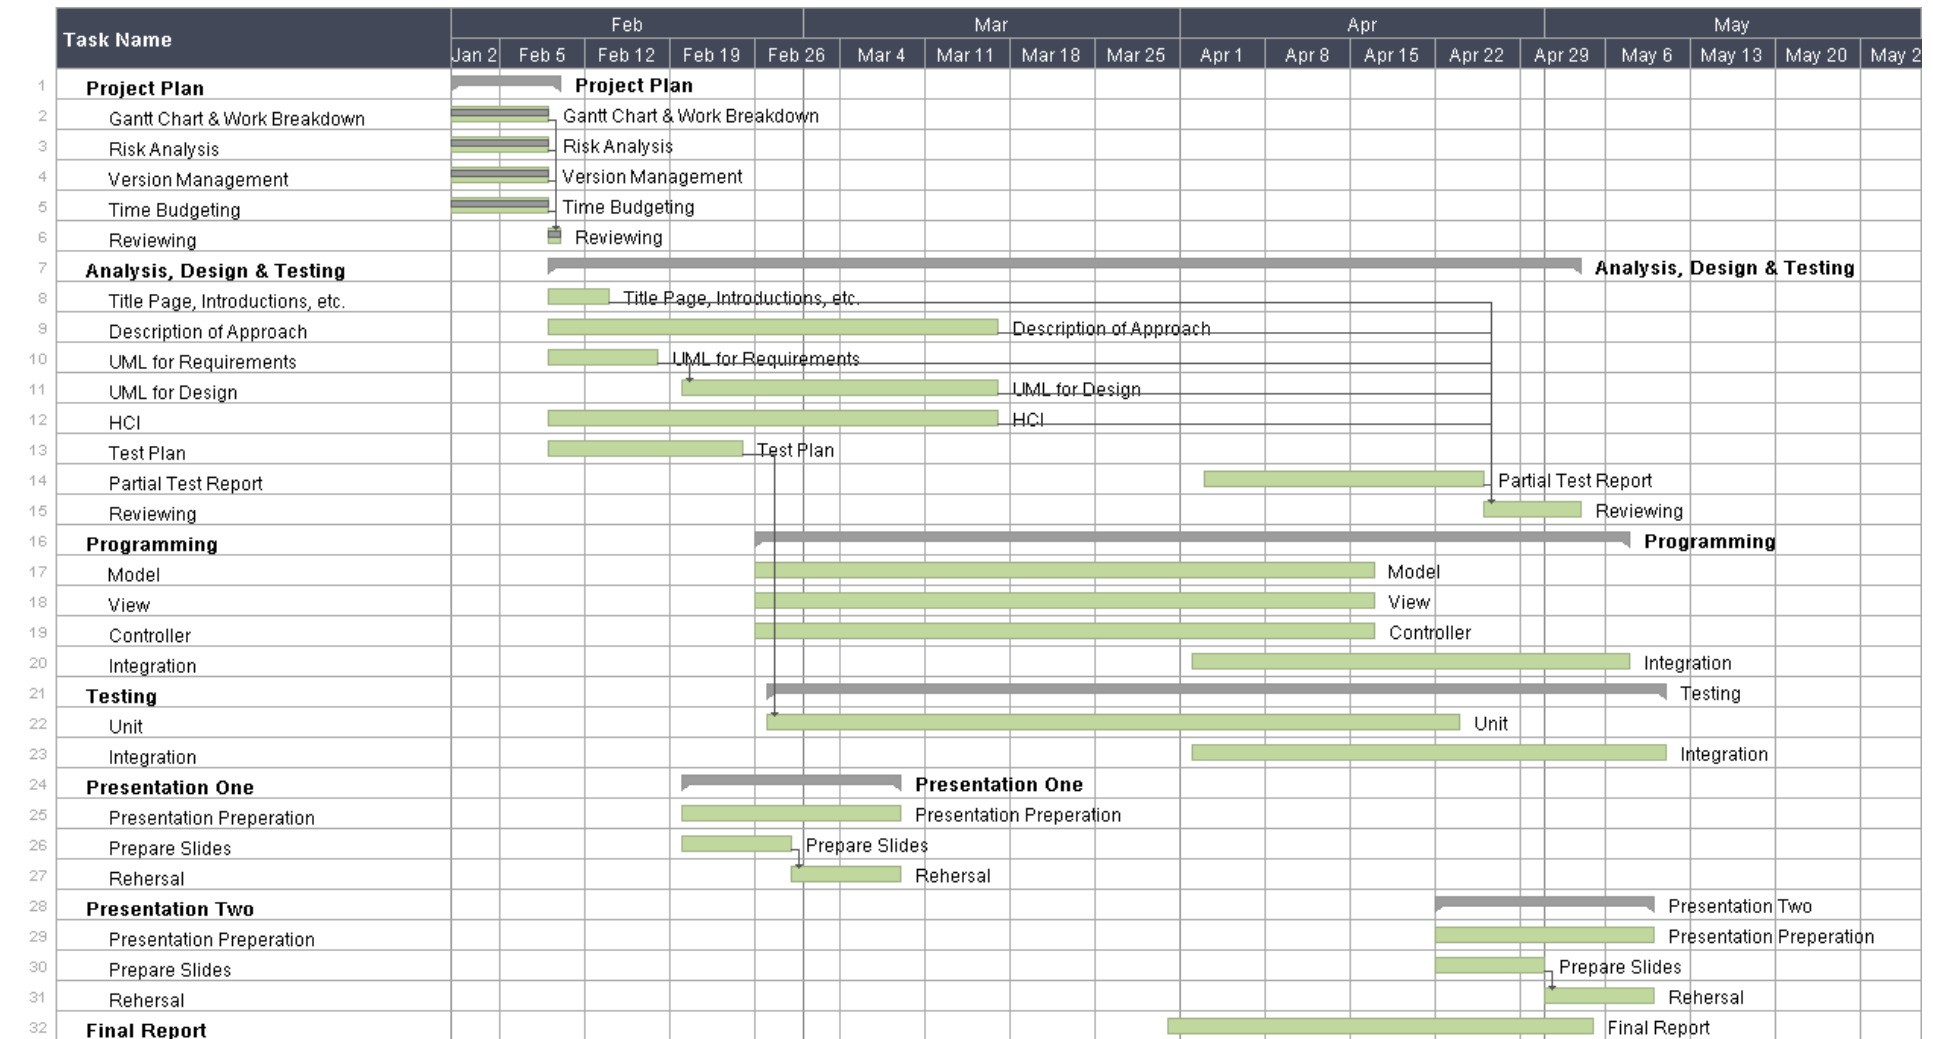 Task Name
Feb Mar Apr May
Jan 2 Feb 5 Feb 12 Feb 19 Feb 26 Mar 4 Mar 11 Mar 18 Mar 25 Apr 1 Apr 8 Apr 15 Apr 22 Apr 29 May 6 May 13 May 20 May 2
1 Project Plan Project Plan
2 Gantt Chart & Work Breakdown Gantt Chart & Work Breakdown
3 Risk Analysis Risk Analysis
4 Version Management Version Management
5 Time Budgeting Time Budgeting
6 Reviewing Reviewing
7 Analysis, Design & Testing Analysis, Design & Testing
8 Title Page, Introductions, etc. Title Page, Introductions, etc.
9 Description of Approach Description of Approach
10 UML for Requirements UML for Requirements
11 UML for Design UML for Design
12 HCI HCI
13 Test Plan Test Plan
14 Partial Test Report Partial Test Report
15 Reviewing Reviewing
16 Programming Programming
17 Model Model
18 View View
19 Controller Controller
20 Integration Integration
21 Testing Testing
22 Unit Unit
23 Integration Integration
24 Presentation One Presentation One
25 Presentation Preperation Presentation Preperation
26 Prepare Slides Prepare Slides
27 Rehersal Rehersal
28 Presentation Two Presentation Two
29 Presentation Preperation Presentation Preperation
30 Prepare Slides Prepare Slides
31 Rehersal Rehersal
32 Final Report Final Report